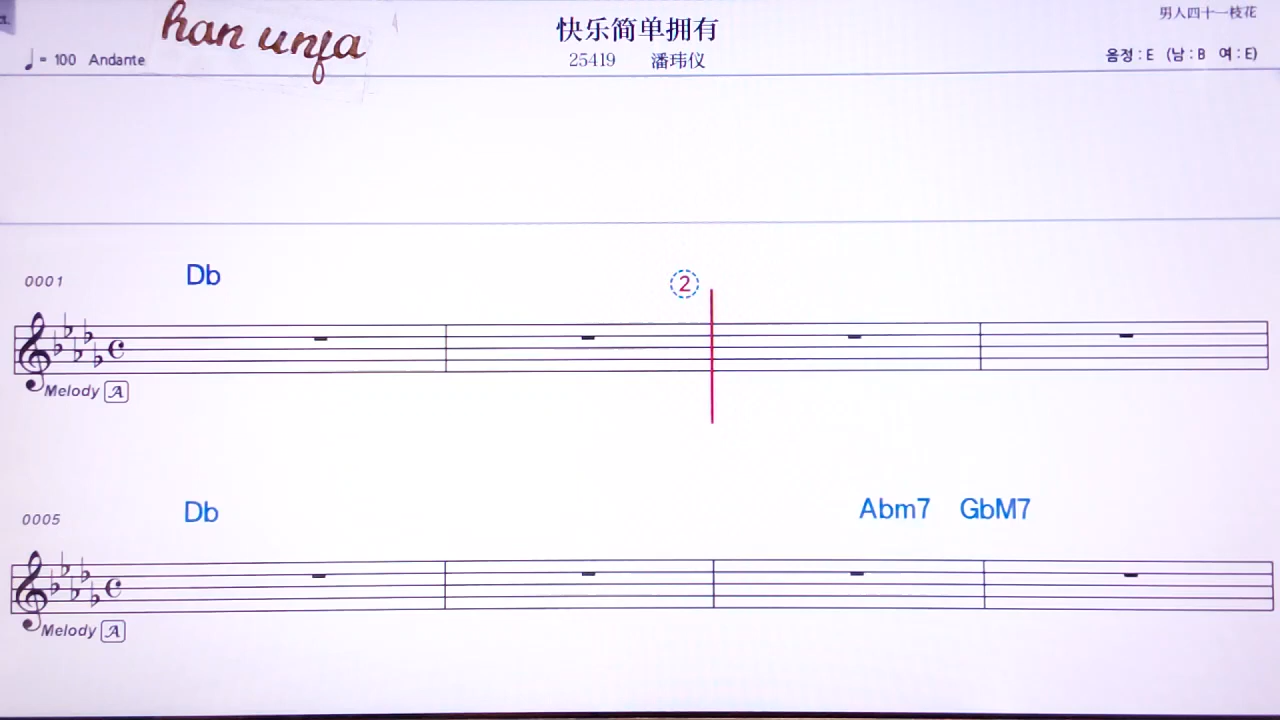 han unja
快乐简单拥有
男人四十一枝花
♩= 100 Andante
25419 潘玮仪
음정 : E (남 : B 여 : E)
0001
Db
2
Melody A
0005
Db
Abm7 GbM7
Melody A